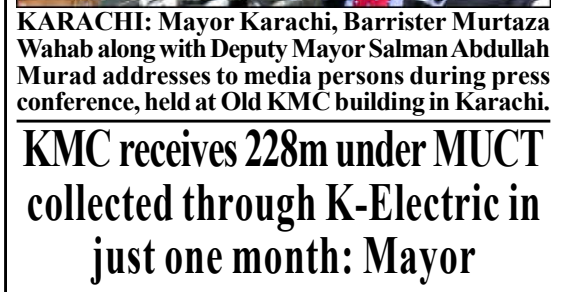 KARACHI: Mayor Karachi, Barrister Murtaza
Wahab along with Deputy Mayor Salman Abdullah
Murad addresses to media persons during press
conference, held at Old KMC building in Karachi.
KMC receives 228m under MUCT
collected through K-Electric in
just one month: Mayor